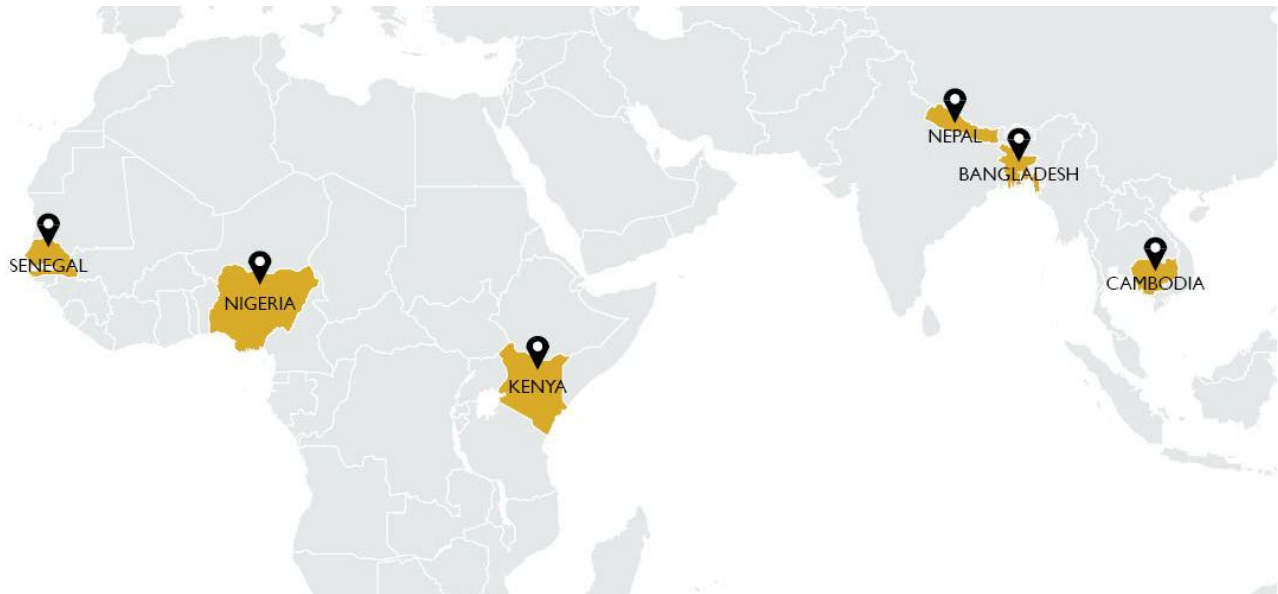 NEPAL
BANGLADESH
SENEGAL
CAMBODIA
NIGERIA
KENYA